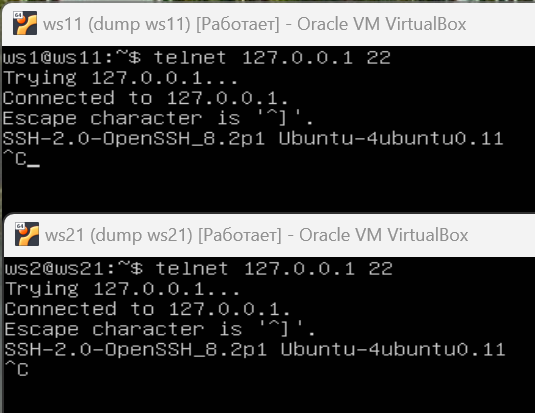 64
ws11 (dump ws11) [Работает] - Oracle VM VirtualBox
ws1@ws11:~$ telnet 127.0.0.1 22
Trying 127.0.0.1...
Connected to 127.0.0.1.
Escape character is '^]'.
SSH-2.0-OpenSSH_8.2p1 Ubuntu-4ubuntu0.11
^C_
64
ws21 (dump ws21) [Работает] - Oracle VM VirtualBox
ws2@ws21:~$ telnet 127.0.0.1 22
Trying 127.0.0.1...
Connected to 127.0.0.1.
Escape character is '^]'.
SSH-2.0-OpenSSH_8.2p1 Ubuntu-4ubuntu0.11
^C